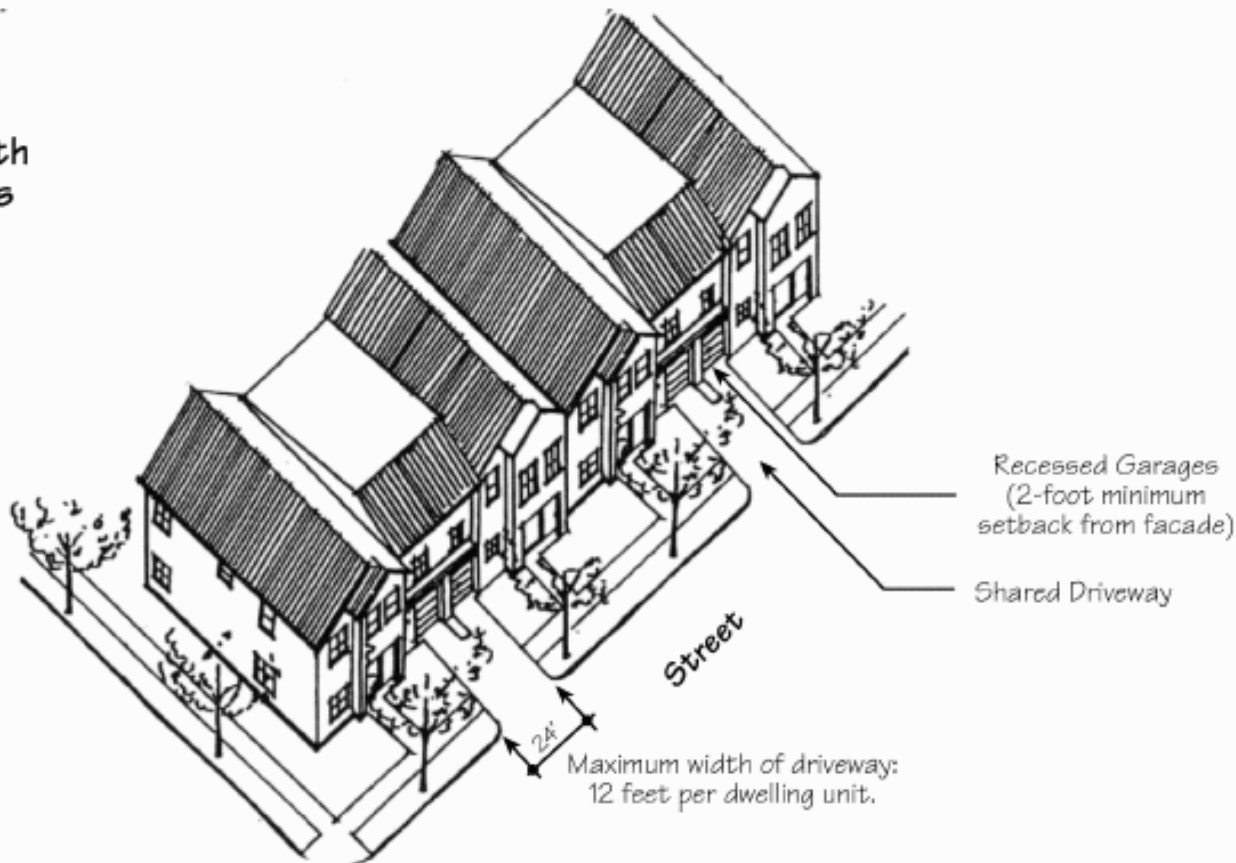 Recessed Garages
(2-foot minimum
setback from facade)
Shared Driveway
Street
24'
Maximum width of driveway:
12 feet per dwelling unit.